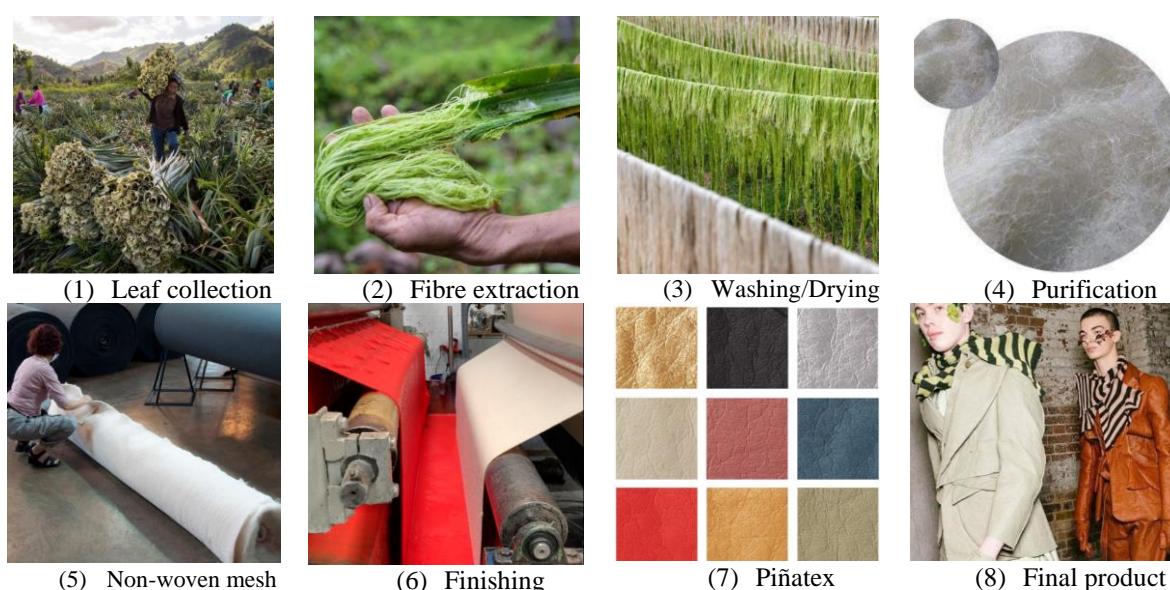 (1) Leaf collection
(2) Fibre extraction
(3) Washing/Drying
(4) Purification
(5) Non-woven mesh
(6) Finishing
(7) Piñatex
(8) Final product